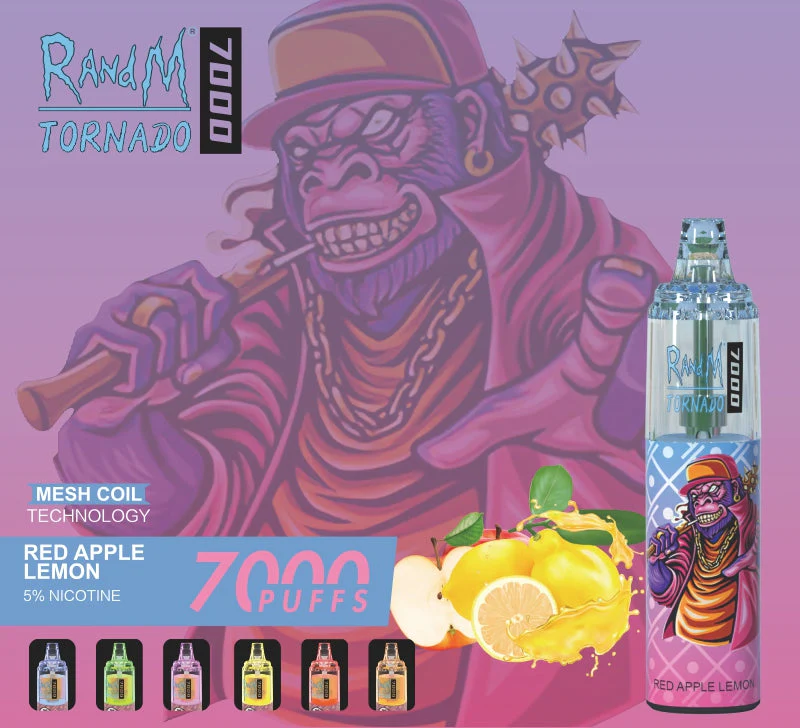 RANDM®
TORNADO
7000
MESH COIL
TECHNOLOGY
RED APPLE
LEMON
5% NICOTINE
7000
PUFFS
RANDM
TORNADO
7000
RED APPLE LEMON